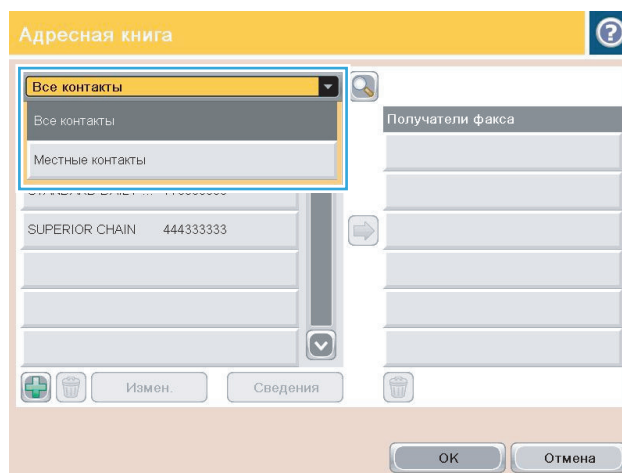 Адресная книга
?
Все контакты
Все контакты
Местные контакты
SUPERIOR CHAIN 444333333
Получатели факса
Измен.
Сведения
OK
Отмена